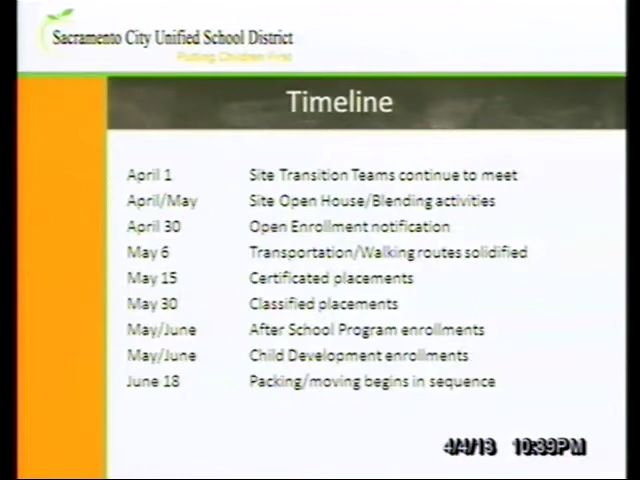 Sacramento City Unified School District
Putting Children First
Timeline
April 1 Site Transition Teams continue to meet
April/May Site Open House/Blending activities
April 30 Open Enrollment notification
May 6 Transportation/Walking routes solidified
May 15 Certificated placements
May 30 Classified placements
May/June After School Program enrollments
May/June Child Development enrollments
June 18 Packing/moving begins in sequence
4/4/13 10:39PM